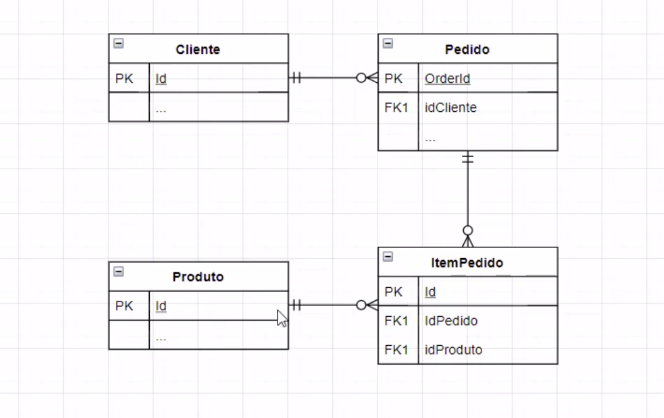 Cliente
PK Id
...
Pedido
PK OrderId
FK1 idCliente
...
Produto
PK Id
...
ItemPedido
PK Id
FK1 IdPedido
FK1 idProduto